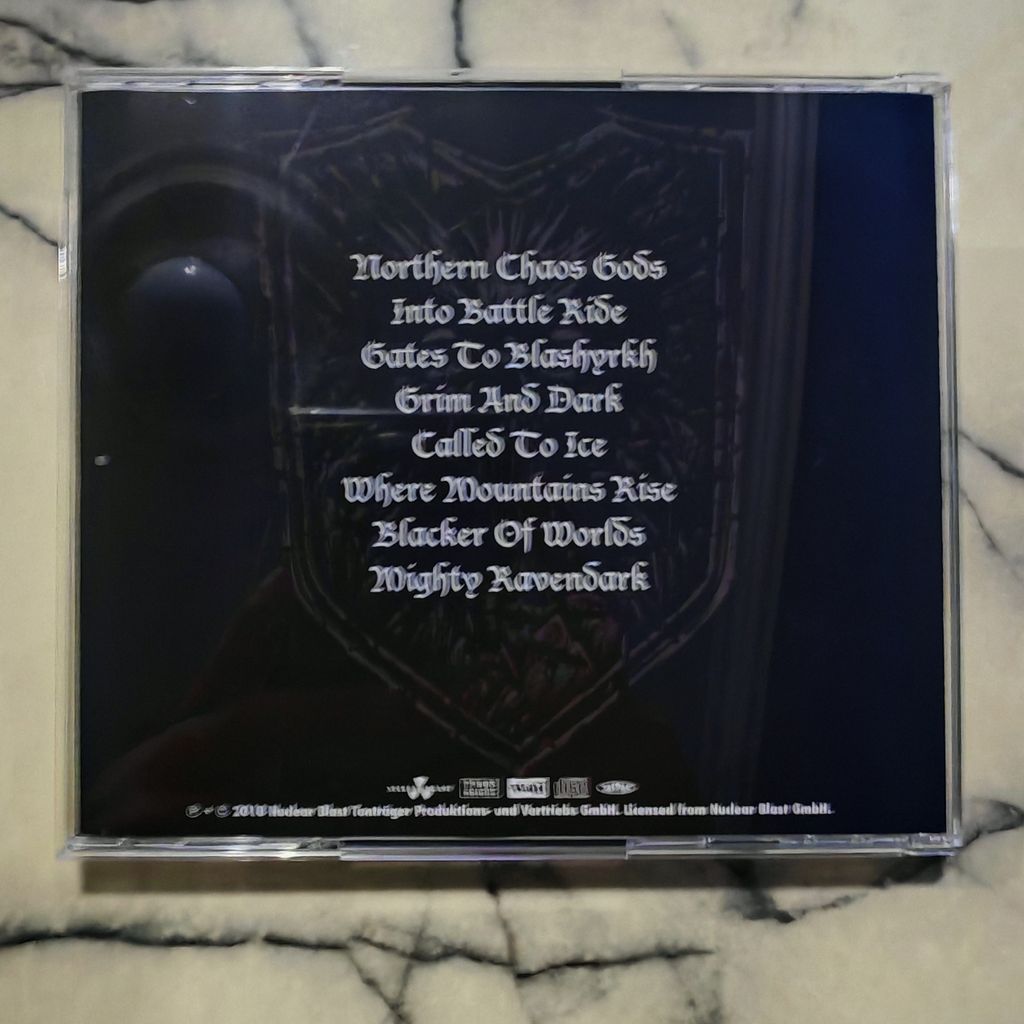 Northern Chaos Gods
Into Battle Ride
Gates To Blashyrkh
Grim And Dark
Called To Ice
Where Mountains Rise
Blacker Of Worlds
Mighty Ravendark
℗ + © 2018 Nuclear Blast Tonträger Produktions- und Vertriebs GmbH. Licensed from Nuclear Blast GmbH.